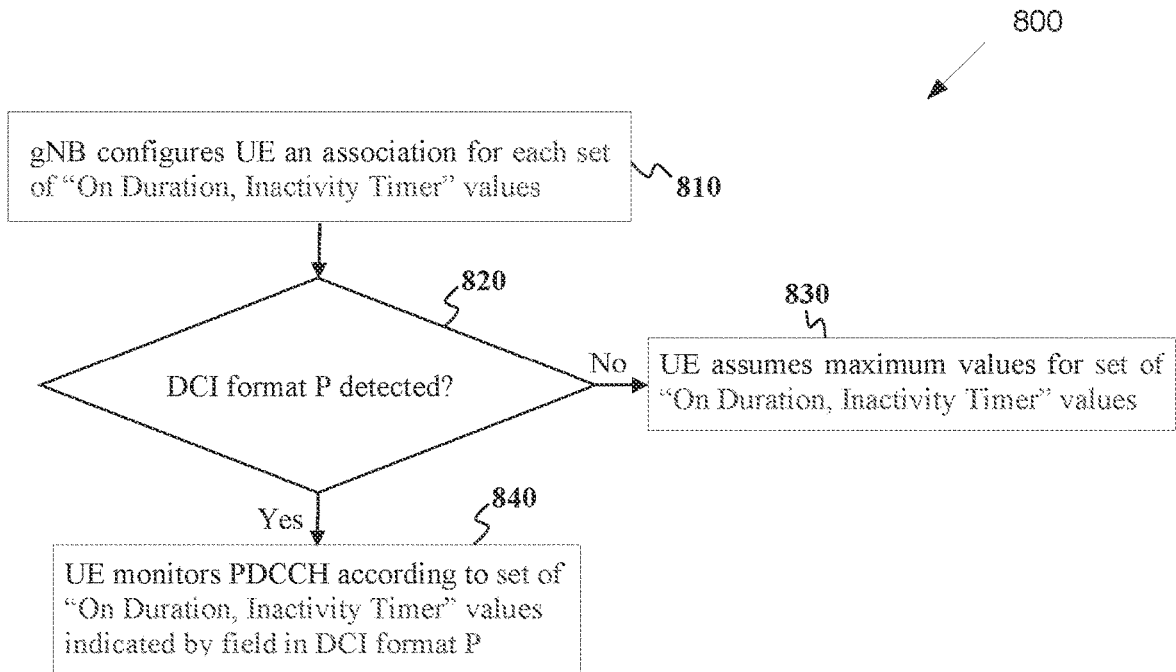 800
gNB configures UE an association for each set
of “On Duration, Inactivity Timer” values
810
820
DCI format P detected?
No
830
UE assumes maximum values for set of
“On Duration, Inactivity Timer” values
Yes
840
UE monitors PDCCH according to set of
“On Duration, Inactivity Timer” values
indicated by field in DCI format P